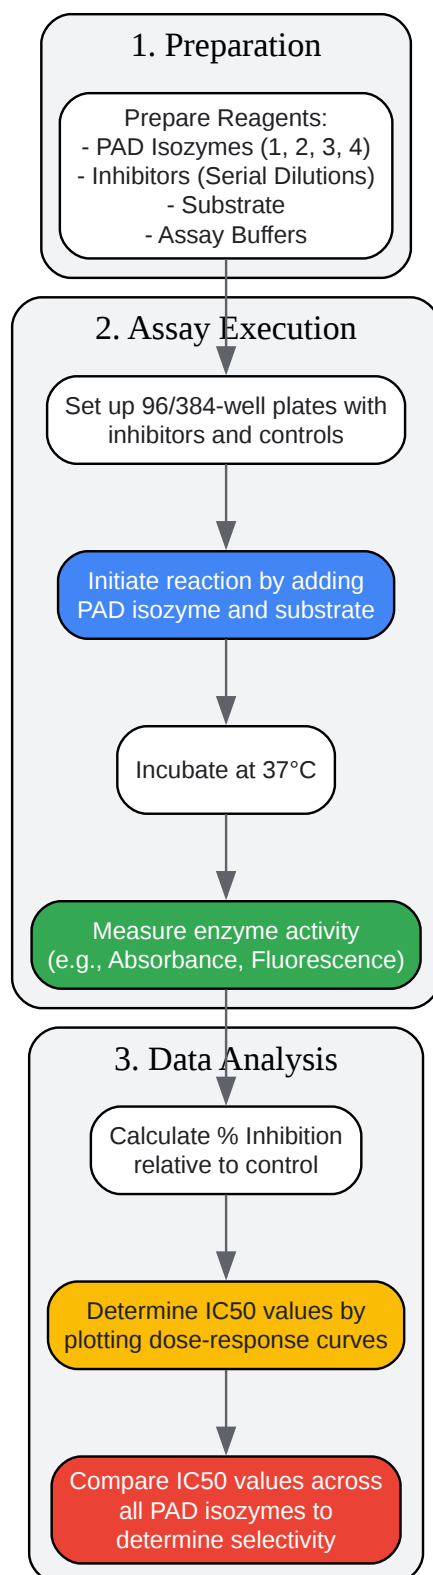 1. Preparation
Prepare Reagents:
- PAD Isozymes (1, 2, 3, 4)
- Inhibitors (Serial Dilutions)
- Substrate
- Assay Buffers
2. Assay Execution
Set up 96/384-well plates with
inhibitors and controls
Initiate reaction by adding
PAD isozyme and substrate
Incubate at 37°C
Measure enzyme activity
(e.g., Absorbance, Fluorescence)
3. Data Analysis
Calculate % Inhibition
relative to control
Determine IC50 values by
plotting dose-response curves
Compare IC50 values across
all PAD isozymes to
determine selectivity